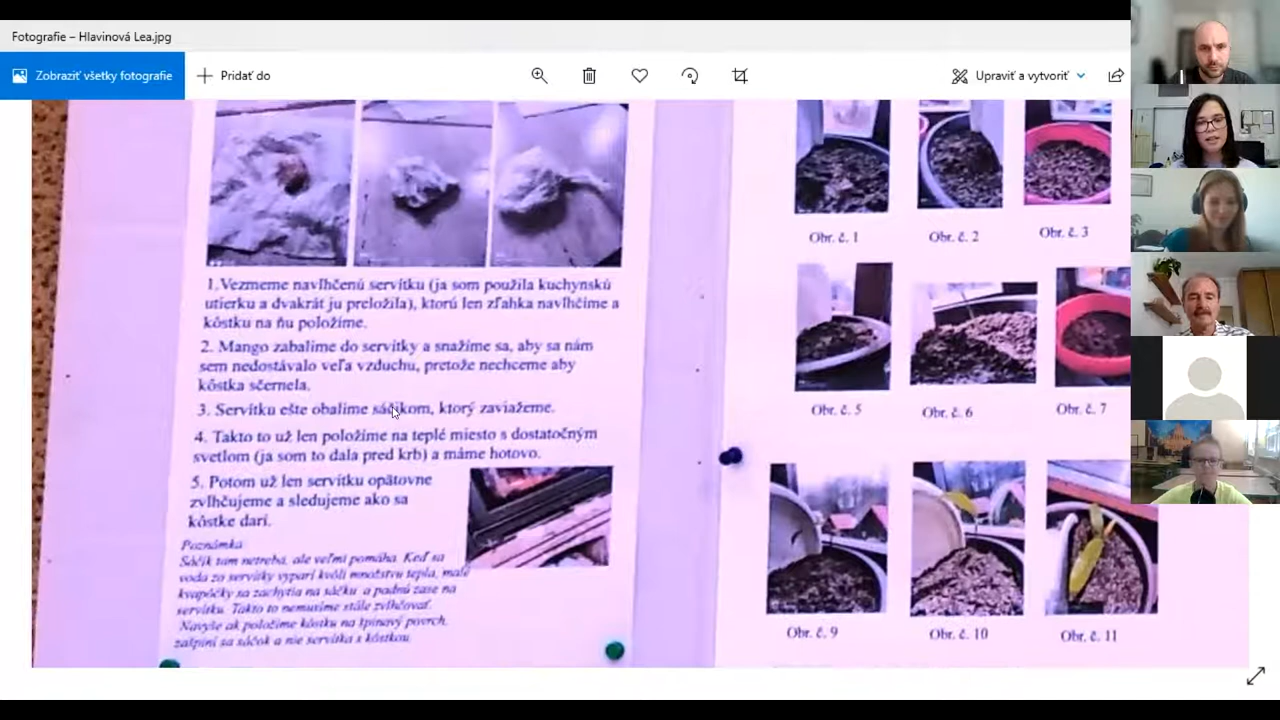 Fotografie – Hlavinová Lea.jpg
Zobraziť všetky fotografie
Pridať do
Upraviť a vytvoriť
1. Vezmeme navlhčenú servítku (ja som použila kuchynskú
utierku a dvakrát ju preložila), ktorú len zľahka navlhčíme a
kôstku na ňu položíme.
2. Mango zabalíme do servítky a snažíme sa, aby sa nám
sem nedostávalo veľa vzduchu, pretože nechceme aby
kôstka sčernela.
3. Servítku ešte obalíme sáčikom, ktorý zaviažeme.
4. Takto to už len položíme na teplé miesto s dostatočným
svetlom (ja som to dala pred krb) a máme hotovo.
5. Potom už len servítku opätovne
zvlhčujeme a sledujeme ako sa
kôstke darí.
Poznámka
Sáčik tam netreba, ale veľmi pomáha. Keď sa
voda zo servítky vyparí kvôli množstvu tepla, malé
kvapôčky sa zachytia na sáčku a padnú zase na
servítku. Takto to nemusíme stále zvlhčovať.
Navyše ak položíme kôstku na špinavý povrch,
zašpiní sa sáčok a nie servítka s kôstkou.
Obr. č. 1
Obr. č. 2
Obr. č. 3
Obr. č. 5
Obr. č. 6
Obr. č. 7
Obr. č. 9
Obr. č. 10
Obr. č. 11